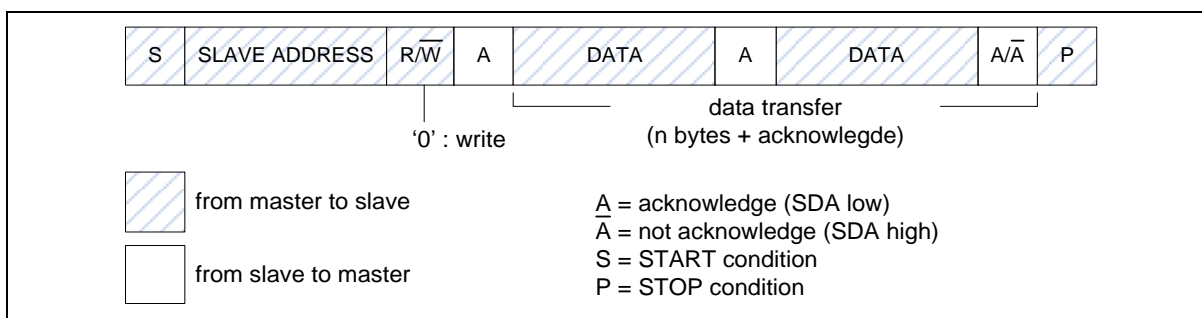 S SLAVE ADDRESS R/W̅ A DATA A DATA A/A̅ P
data transfer
(n bytes + acknowlegde)
‘0’ : write
from master to slave
from slave to master
A = acknowledge (SDA low)
A̅ = not acknowledge (SDA high)
S = START condition
P = STOP condition